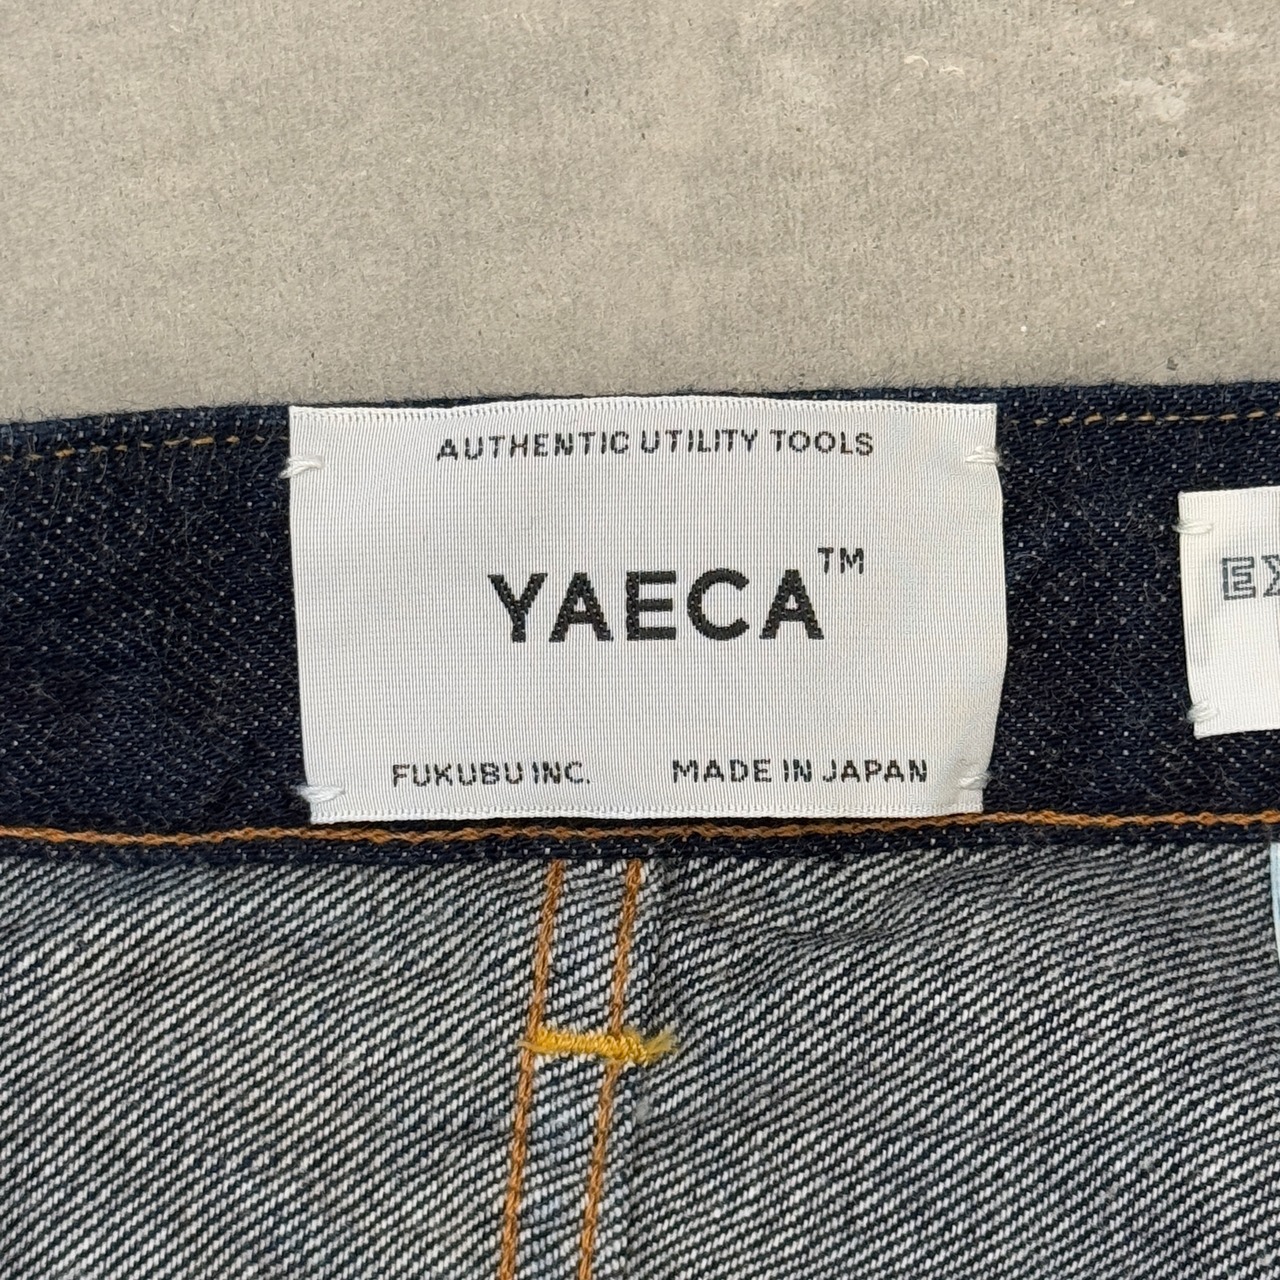 AUTHENTIC UTILITY TOOLS
YAECA™
FUKUBU INC. MADE IN JAPAN